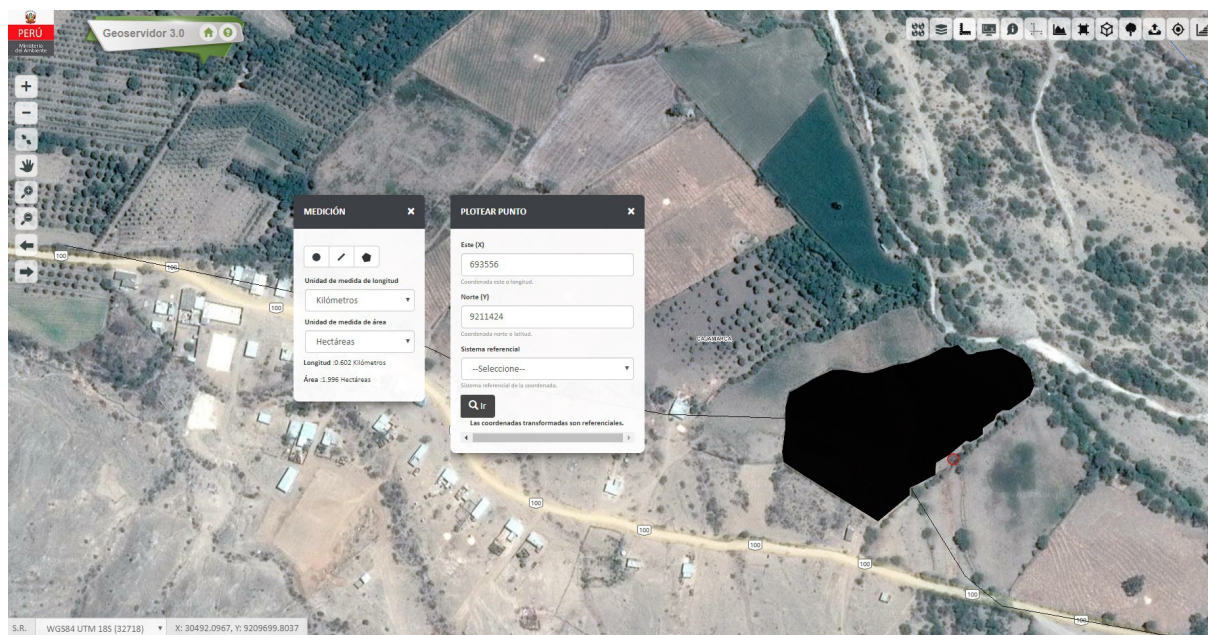 PERÚ
Ministerio
del Ambiente
Geoservidor 3.0
MEDICIÓN
×
Unidad de medida de longitud
Kilómetros
Unidad de medida de área
Hectáreas
Longitud :0.602 Kilómetros
Área :1.996 Hectáreas
PLOTEAR PUNTO
×
Este (X)
693556
Coordenada este o longitud.
Norte (Y)
9211424
Coordenada norte o latitud.
Sistema referencial
--Seleccione--
Sistema referencial de la coordenada.
Ir
Las coordenadas transformadas son referenciales.
CAJAMARCA
100
100
100
100
100
100
100
100
100
S.R. WGS84 UTM 18S (32718) X: 30492.0967, Y: 9209699.8037